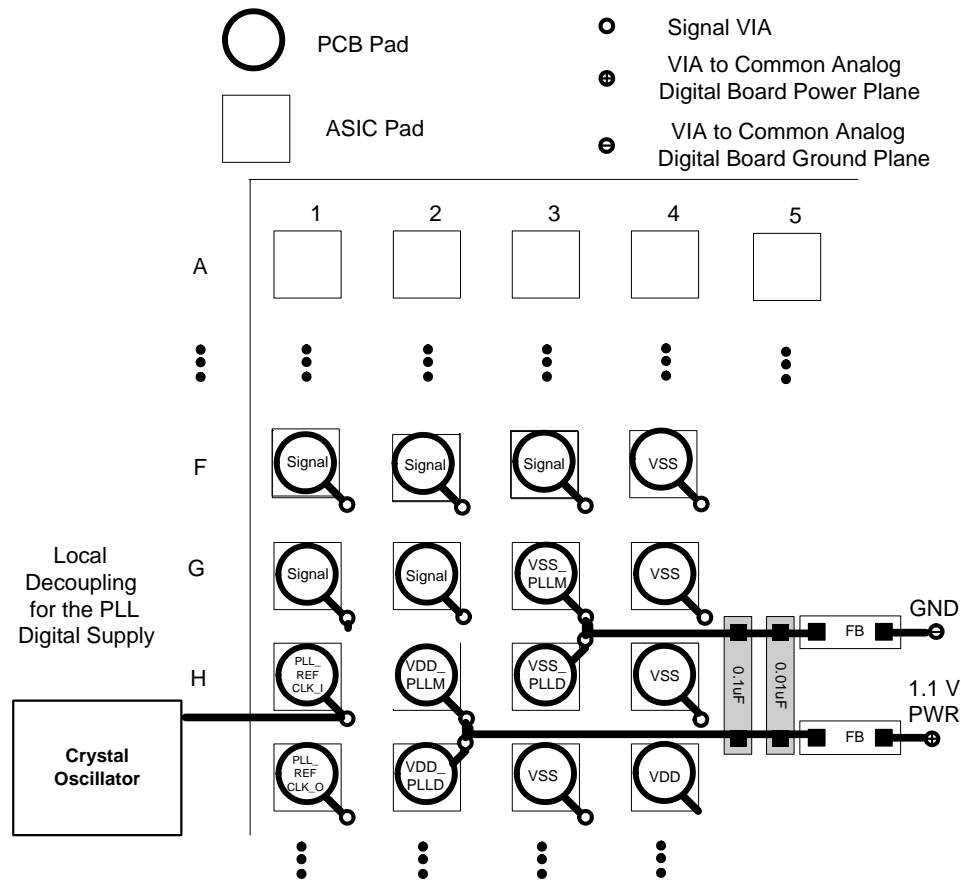 PCB Pad
Signal VIA
VIA to Common Analog
Digital Board Power Plane
ASIC Pad
VIA to Common Analog
Digital Board Ground Plane
1 2 3 4 5
A
F
Signal Signal Signal VSS
Local
Decoupling
for the PLL
Digital Supply
G
Signal Signal VSS_
PLLM VSS
GND
FB
0.1uF 0.01uF
H
PLL_
REF
CLK_I
VDD_
PLLM
VSS_
PLLD
VSS
1.1 V
PWR
FB
Crystal
Oscillator
PLL_
REF
CLK_O
VDD_
PLLD
VSS
VDD